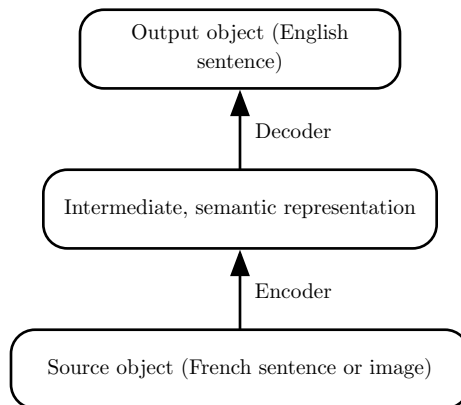 Output object (English
sentence)
Decoder
Intermediate, semantic representation
Encoder
Source object (French sentence or image)